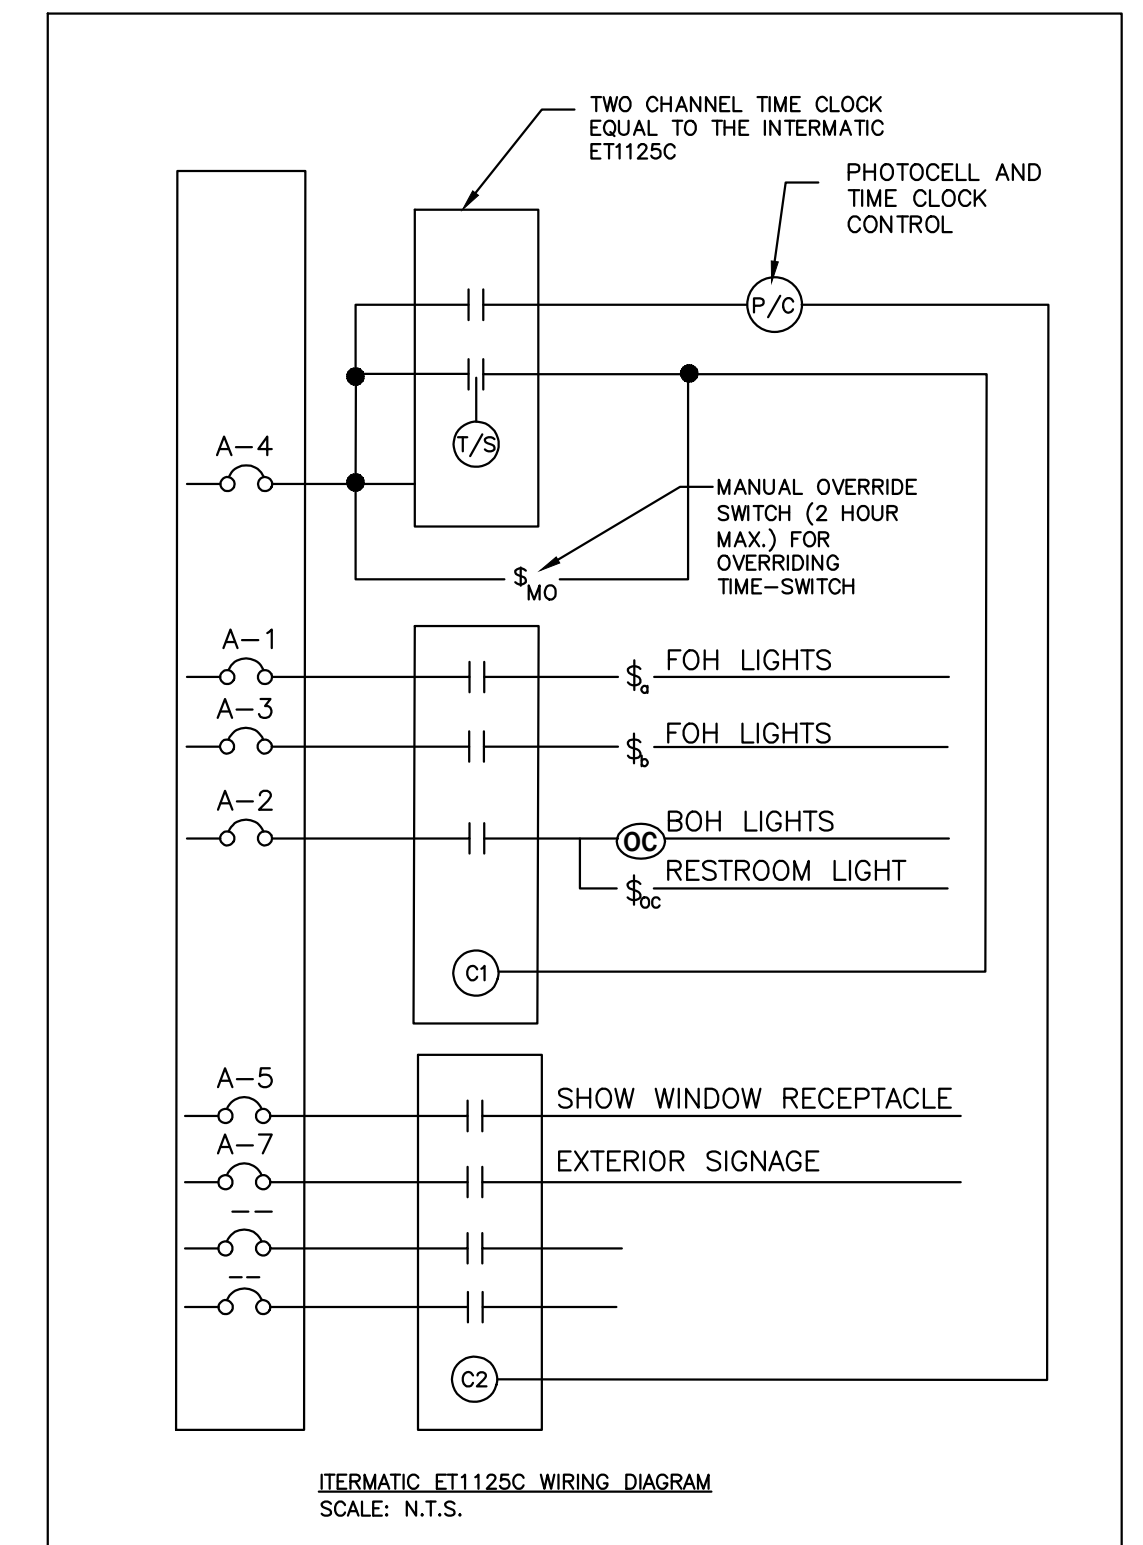 TWO CHANNEL TIME CLOCK
EQUAL TO THE INTERMATIC
ET1125C
PHOTOCELL AND
TIME CLOCK
CONTROL
P/C
T/S
A-4
MANUAL OVERRIDE
SWITCH (2 HOUR
MAX.) FOR
OVERRIDING
TIME-SWITCH
$MO
A-1
$a FOH LIGHTS
A-3
$b FOH LIGHTS
A-2
OC BOH LIGHTS
$OC RESTROOM LIGHT
C1
A-5
SHOW WINDOW RECEPTACLE
A-7
EXTERIOR SIGNAGE
--
--
C2
ITERMATIC ET1125C WIRING DIAGRAM
SCALE: N.T.S.